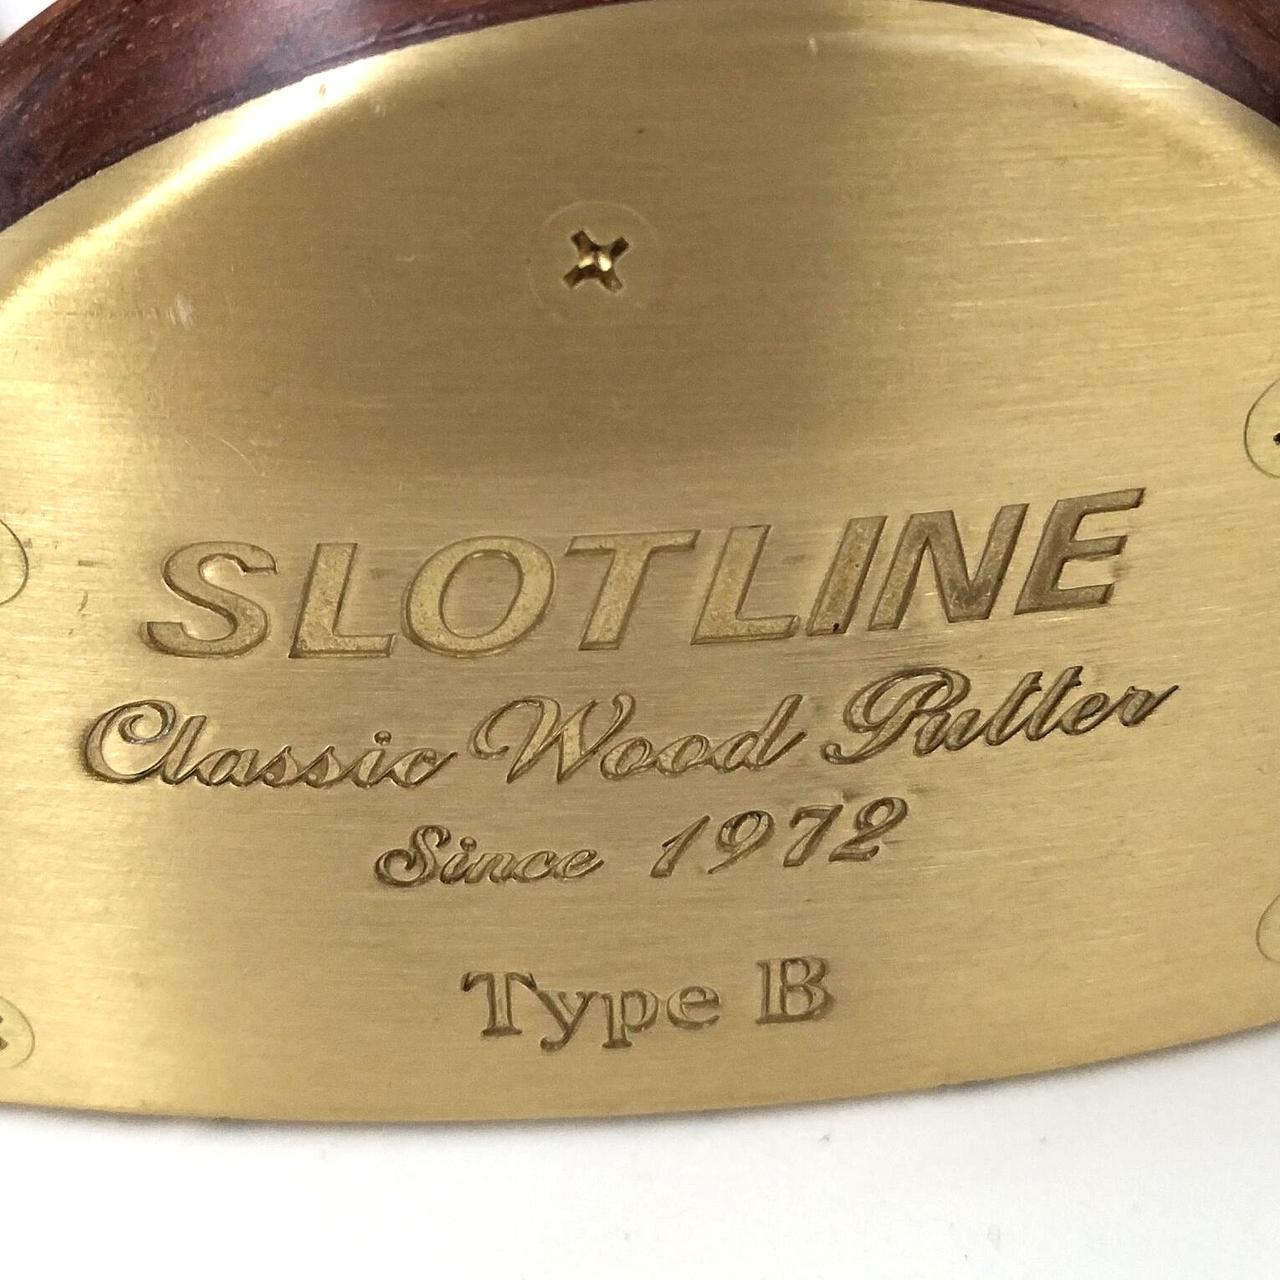 SLOTLINE
Classic Wood Putter
Since 1972
Type B